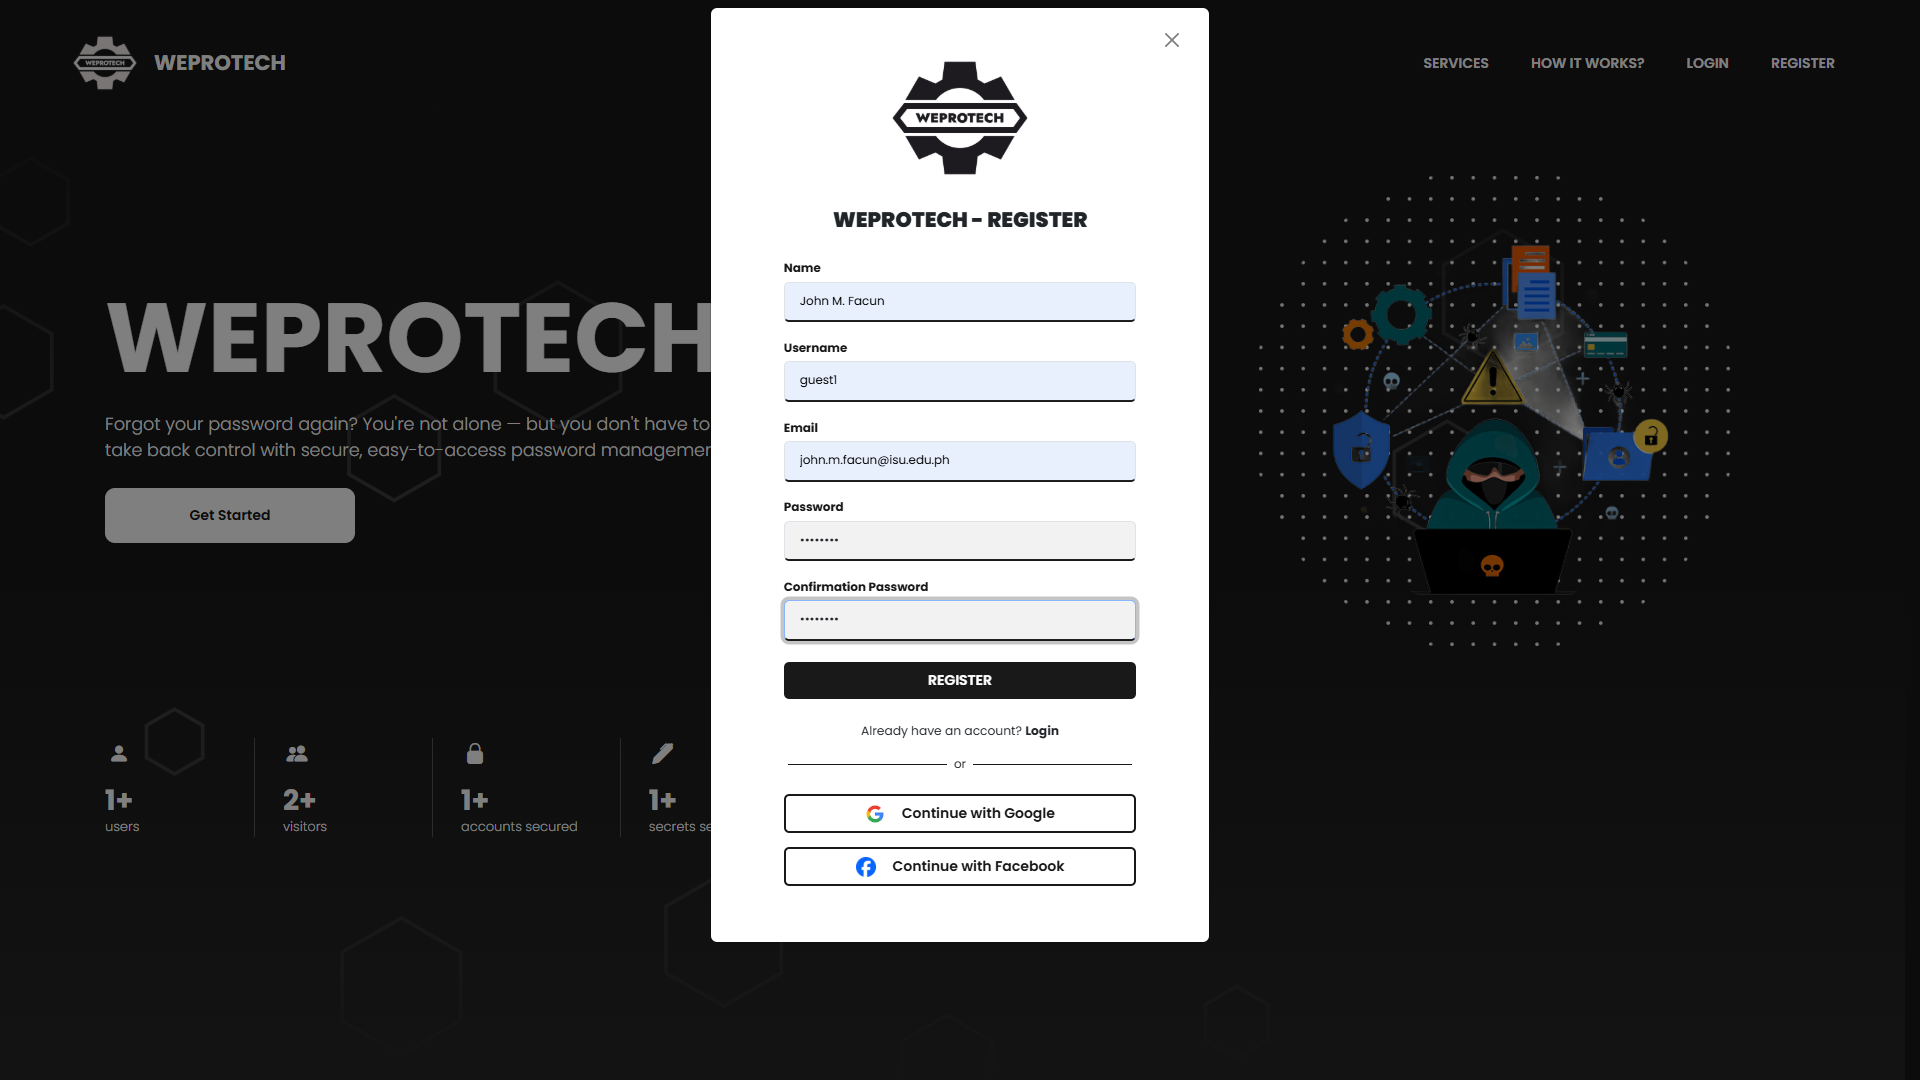 WEPROTECH
WEPROTECH
SERVICES
HOW IT WORKS?
LOGIN
REGISTER
WEPROTECH
Forgot your password again? You're not alone — but you don't have to
take back control with secure, easy-to-access password
Get Started
1+
users
2+
visitors
1+
accounts secured
1+
secrets
WEPROTECH
WEPROTECH - REGISTER
Name
John M. Facun
Username
guest1
Email
john.m.facun@isu.edu.ph
Password
••••••••
Confirmation Password
••••••••
REGISTER
Already have an account? Login
or
Continue with Google
Continue with Facebook